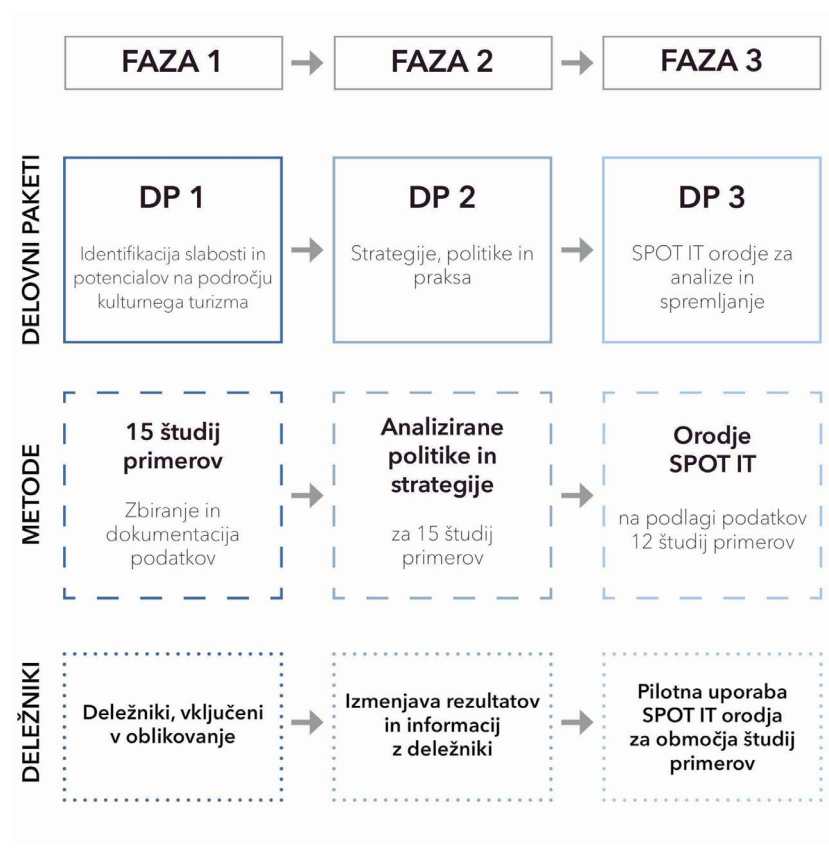 FAZA 1
FAZA 2
FAZA 3
DELOVNI PAKETI
DP 1
Identifikacija slabosti in
potencialov na področju
kulturnega turizma
DP 2
Strategije, politike in
praksa
DP 3
SPOT IT orodje za
analize in
spremljanje
METODE
15 študij
primerov
Zbiranje in
dokumentacija
podatkov
Analizirane
politike in
strategije
za 15 študij
primerov
Orodje
SPOT IT
na podlagi podatkov
12 študij primerov
DELEŽNIKI
Deležniki, vključeni
v oblikovanje
Izmenjava rezultatov
in informacij
z deležniki
Pilotna uporaba
SPOT IT orodja
za območja študij
primerov